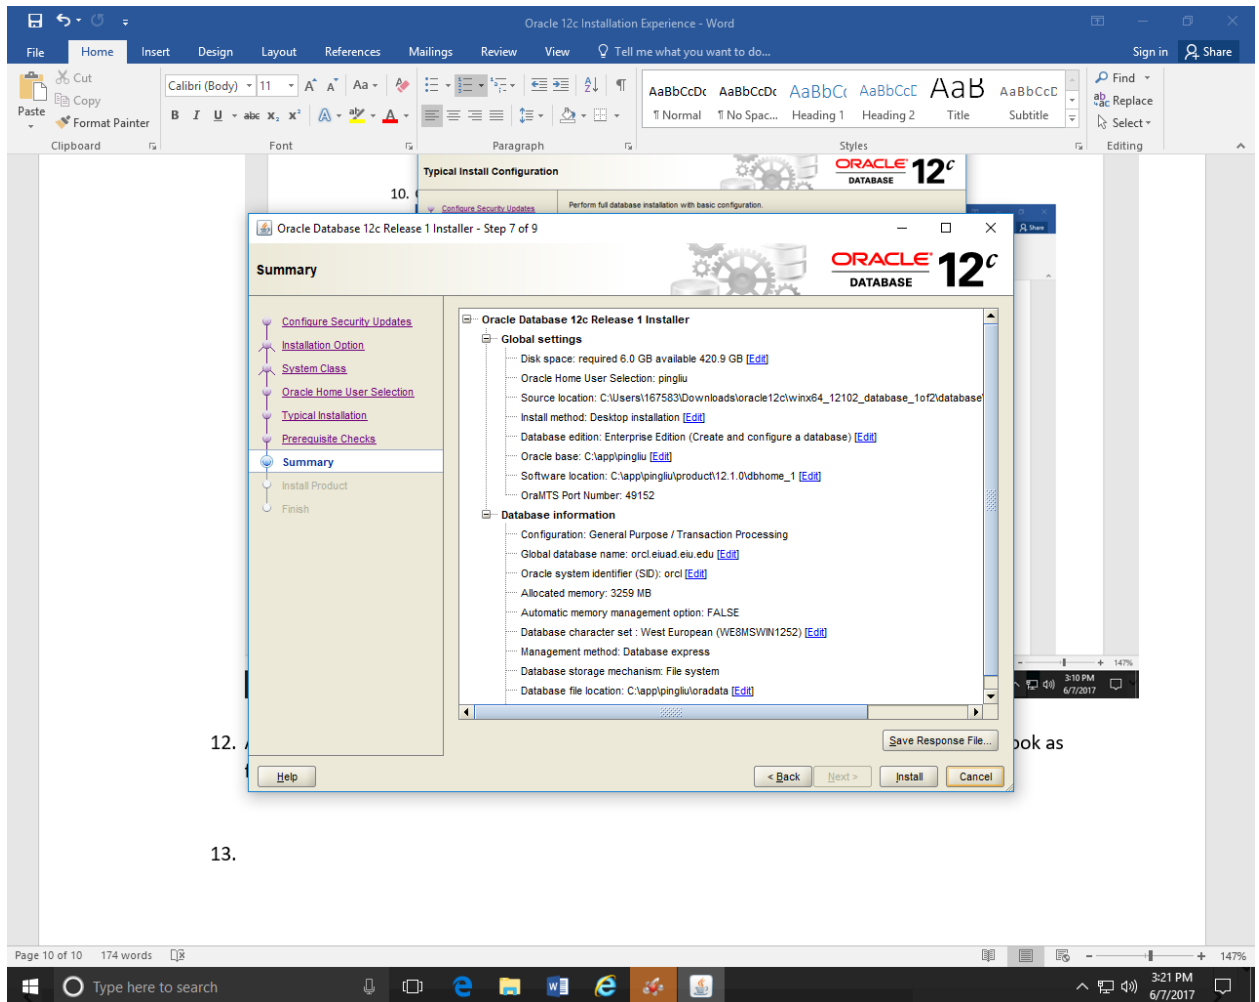 Oracle 12c Installation Experience - Word
File Home Insert Design Layout References Mailings Review View Tell me what you want to do... Sign in Share
Cut
Copy
Paste
Format Painter
Calibri (Body) 11
AaBbCcDc AaBbCcDc AaBbCc AaBbCcE AaB AaBbCcD
¶ Normal ¶ No Spac... Heading 1 Heading 2 Title Subtitle
Find
Replace
Select
Clipboard Font Paragraph Styles Editing
Typical Install Configuration
ORACLE DATABASE 12c
10.
Configure Security Updates
Perform full database installation with basic configuration.
Share
Oracle Database 12c Release 1 Installer - Step 7 of 9
Summary
ORACLE DATABASE 12c
Configure Security Updates
Installation Option
System Class
Oracle Home User Selection
Typical Installation
Prerequisite Checks
Summary
Install Product
Finish
Oracle Database 12c Release 1 Installer
Global settings
Disk space: required 6.0 GB available 420.9 GB [Edit]
Oracle Home User Selection: pingliu
Source location: C:\Users\167583\Downloads\oracle12c\winx64_12102_database_1of2\database\
Install method: Desktop installation [Edit]
Database edition: Enterprise Edition (Create and configure a database) [Edit]
Oracle base: C:\app\pingliu [Edit]
Software location: C:\app\pingliu\product\12.1.0\dbhome_1 [Edit]
OraMTS Port Number: 49152
Database information
Configuration: General Purpose / Transaction Processing
Global database name: orcl.eiuad.eiu.edu [Edit]
Oracle system identifier (SID): orcl [Edit]
Allocated memory: 3259 MB
Automatic memory management option: FALSE
Database character set : West European (WE8MSWIN1252) [Edit]
Management method: Database express
Database storage mechanism: File system
Database file location: C:\app\pingliu\oradata [Edit]
Save Response File...
Help
< Back Next > Install Cancel
147%
3:10 PM
6/7/2017
12.
ook as
13.
Page 10 of 10 174 words 147%
Type here to search
3:21 PM
6/7/2017